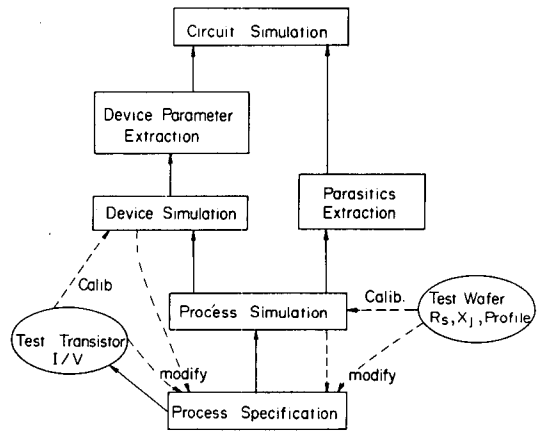 Circuit Simulation
Device Parameter
Extraction
Device Simulation
Parasitics
Extraction
Calib
Process Simulation
Calib.
Test Wafer
Rs, XJ, Profile
Test Transistor
I/V
modify
modify
Process Specification